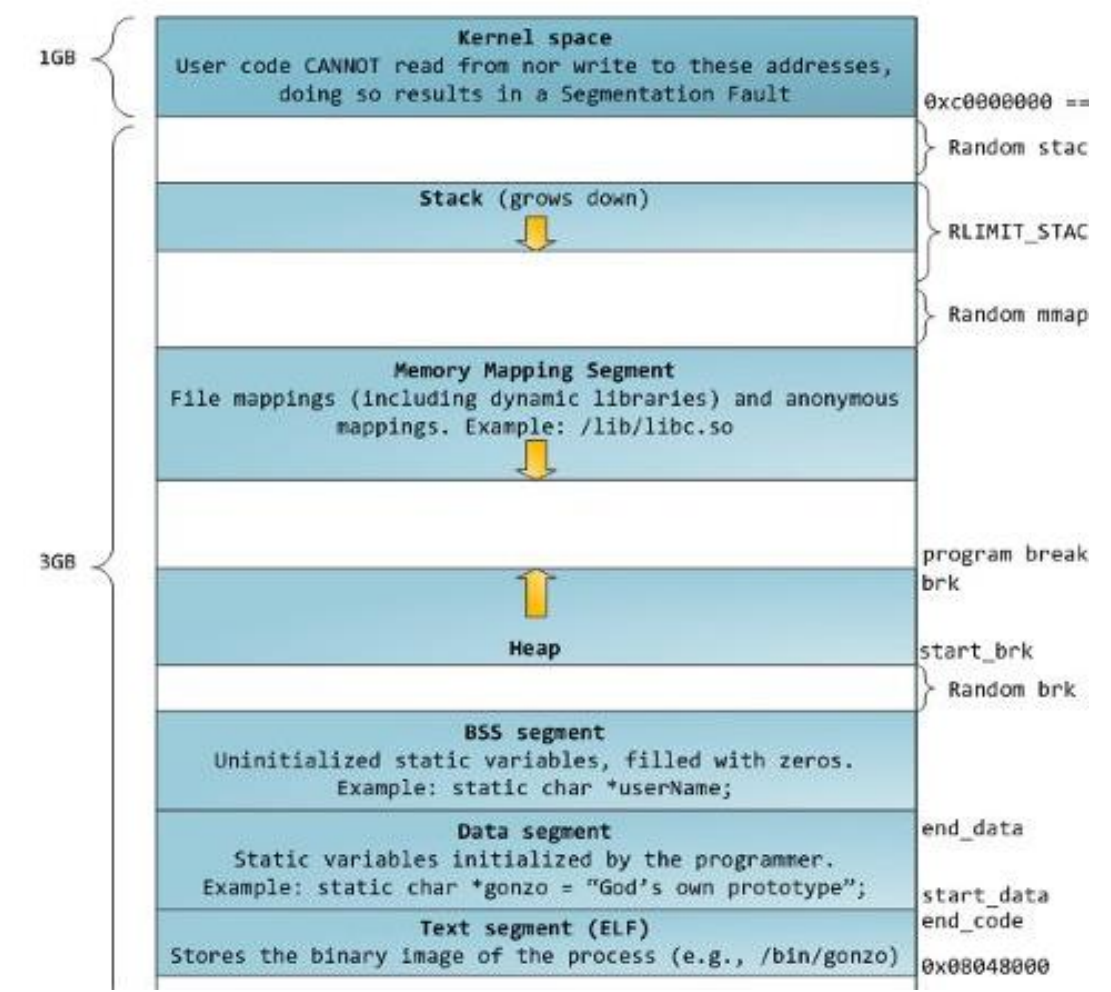 1GB
Kernel space
User code CANNOT read from nor write to these addresses,
doing so results in a Segmentation Fault
0xc0000000 ==
Random stac
Stack (grows down)
RLIMIT_STAC
Random mmap
Memory Mapping Segment
File mappings (including dynamic libraries) and anonymous
mappings. Example: /lib/libc.so
3GB
program break
brk
Heap
start_brk
Random brk
BSS segment
Uninitialized static variables, filled with zeros.
Example: static char *userName;
Data segment
end_data
Static variables initialized by the programmer.
Example: static char *gonzo = “God’s own prototype”;
start_data
Text segment (ELF)
end_code
Stores the binary image of the process (e.g., /bin/gonzo)
0x08048000